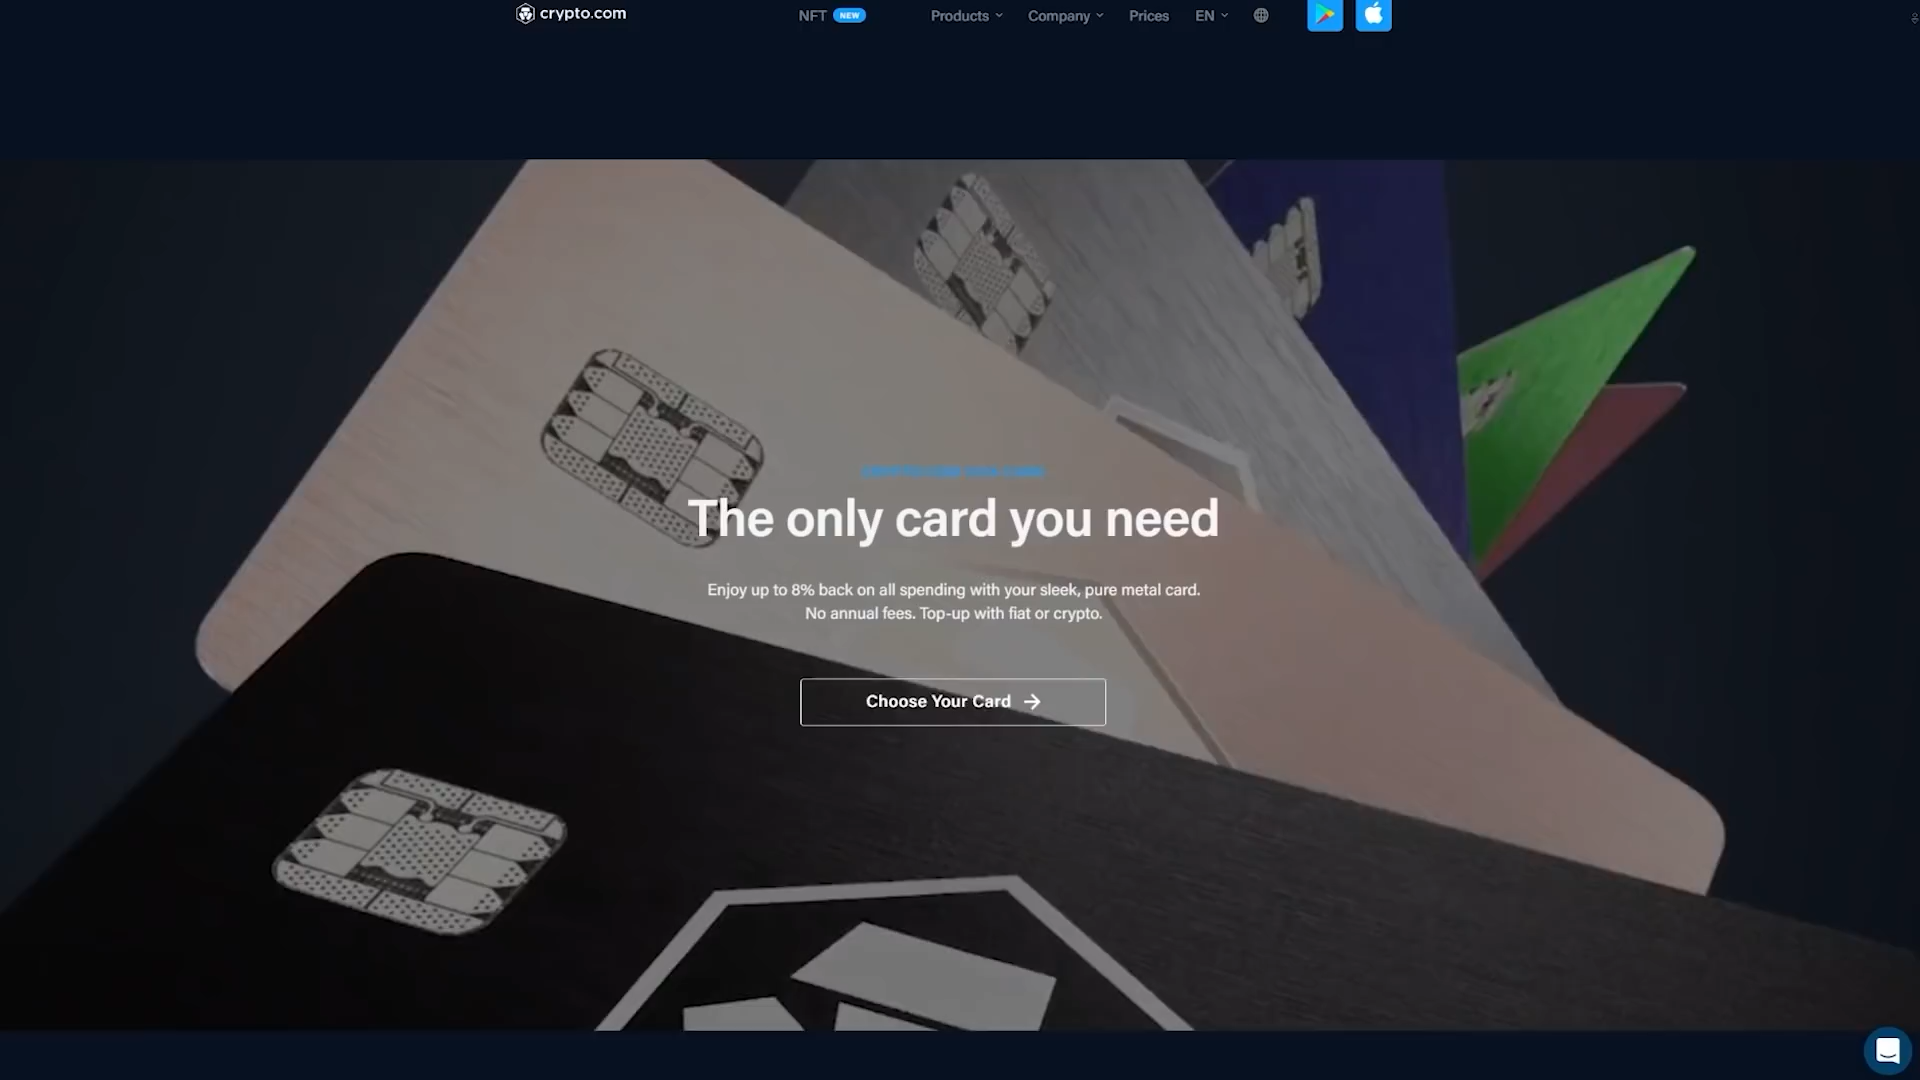 crypto.com
NFT NEW Products Company Prices EN
The only card you need
Enjoy up to 8% back on all spending with your sleek, pure metal card.
No annual fees. Top-up with fiat or crypto.
Choose Your Card →